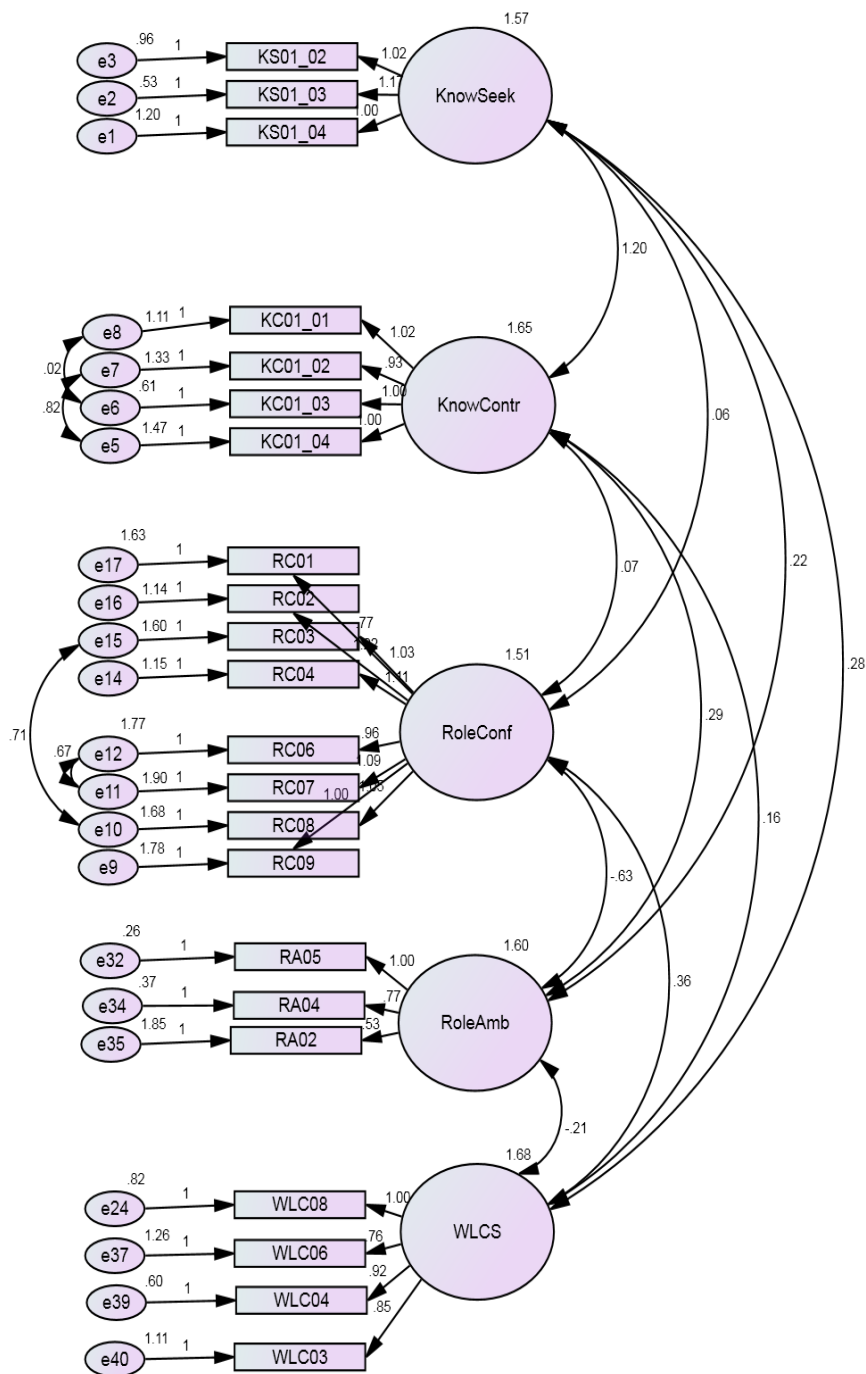 1.57
.96 1
e3 KS01_02 1.02
.53 1
e2 KS01_03 KnowSeek
1.20 1 1.00
e1 KS01_04
1.20
1.11 1 1.65
e8 KC01_01 1.02
1.33 1 .93
.02 e7 KC01_02
.61 1 1.00 KnowContr
.82 e6 KC01_03 .06
1.47 1 1.00
e5 KC01_04
1.63 1
e17 RC01 .07 .22
1.14 1
e16 RC02
1.60 1 .77
e15 RC03 1.03 1.51
1.15 1 1.11
e14 RC04 .29 .28
.71 1.77 1 .96
.67 e12 RC06 RoleConf
1.90 1 1.09
e11 RC07 1.00
1.68 1
e10 RC08 .16
1.78 1
e9 RC09 -.63
.26 1 1.60
e32 RA05 1.00
.37 1 .77 .36
e34 RA04 RoleAmb
1.85 1 .53
e35 RA02
-.21
.82 1 1.68
e24 WLC08 1.00
1.26 1 .76 WLCS
e37 WLC06
.60 1 .92
e39 WLC04 .85
1.11 1
e40 WLC03